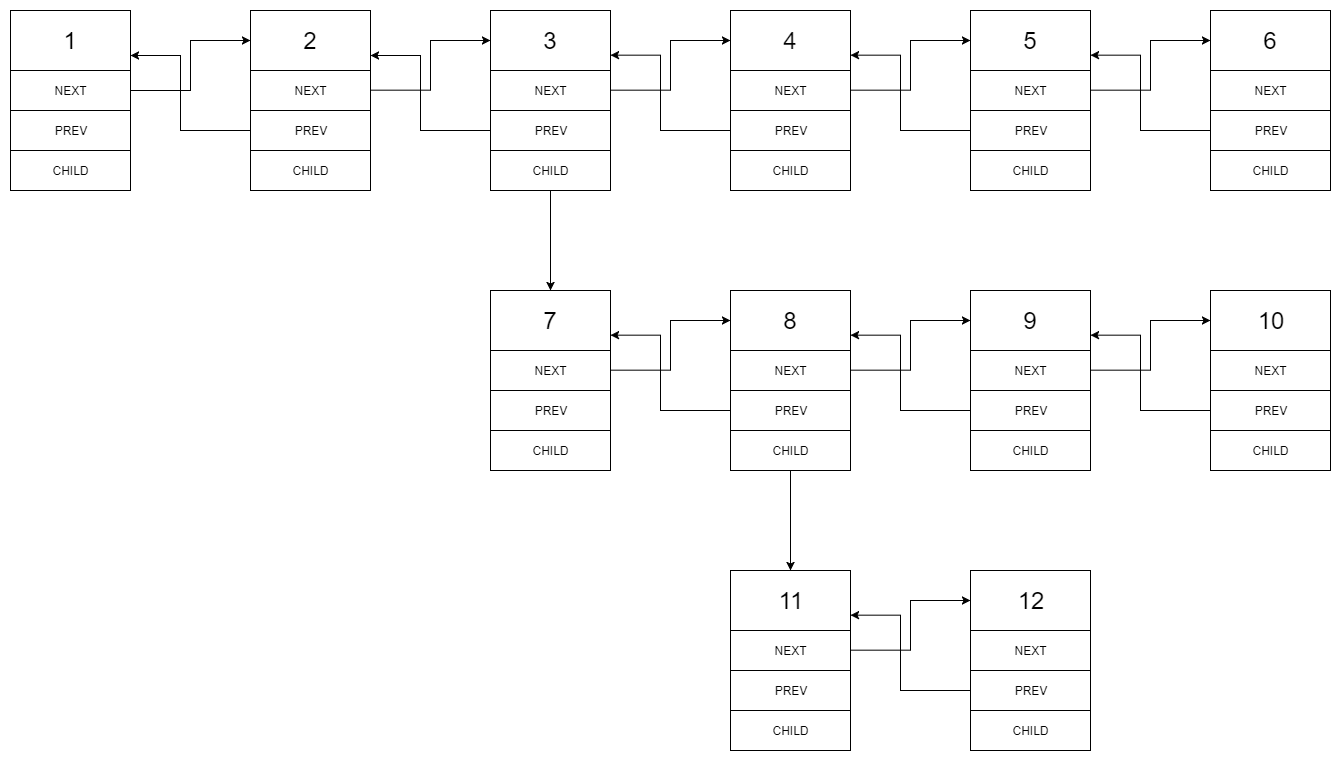 1 2 3 4 5 6
NEXT NEXT NEXT NEXT NEXT NEXT
PREV PREV PREV PREV PREV PREV
CHILD CHILD CHILD CHILD CHILD CHILD
7 8 9 10
NEXT NEXT NEXT NEXT
PREV PREV PREV PREV
CHILD CHILD CHILD CHILD
11 12
NEXT NEXT
PREV PREV
CHILD CHILD